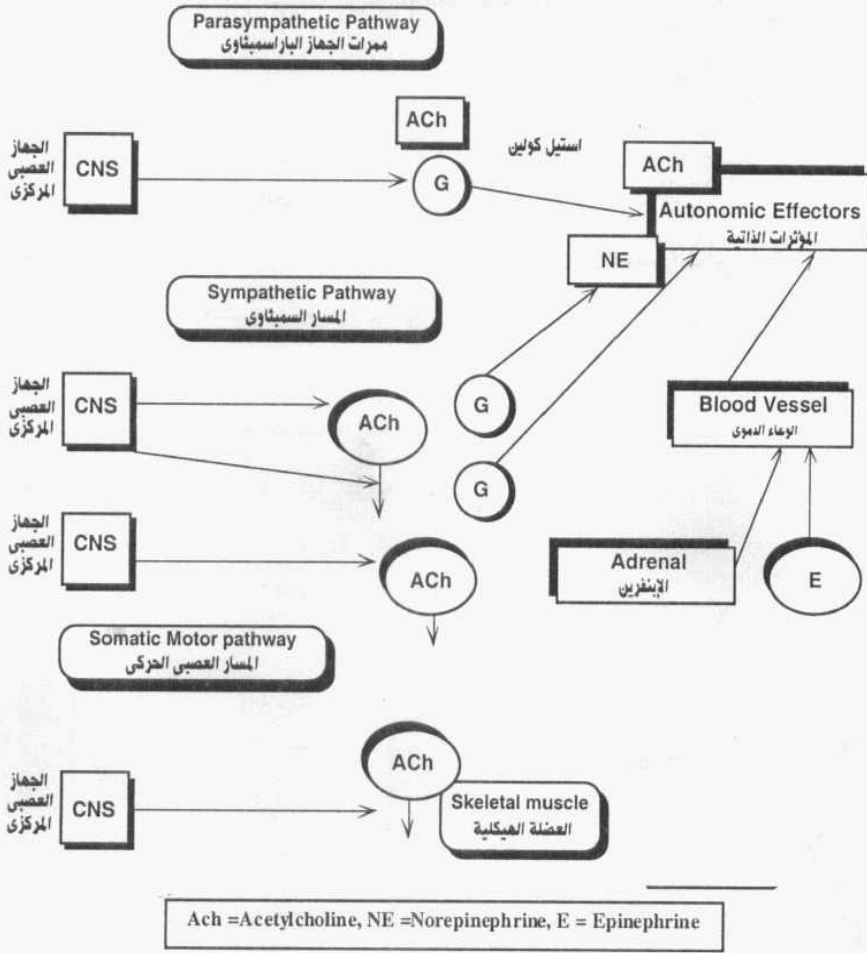 Parasympathetic Pathway
ممرات الجهاز الباراسمبثاوى
ACh
الجهاز
العصبى
المركزى
CNS
G
استيل كولين
ACh
Autonomic Effectors
المؤثرات الذاتية
NE
Sympathetic Pathway
المسار السمبثاوى
الجهاز
العصبى
المركزى
CNS
ACh
G
Blood Vessel
الوعاء الدموى
G
الجهاز
العصبى
المركزى
CNS
ACh
Adrenal
الإبنفرين
E
Somatic Motor pathway
المسار العصبى الحركى
ACh
الجهاز
العصبى
المركزى
CNS
Skeletal muscle
العضلة الهيكلية
Ach =Acetylcholine, NE =Norepinephrine, E = Epinephrine